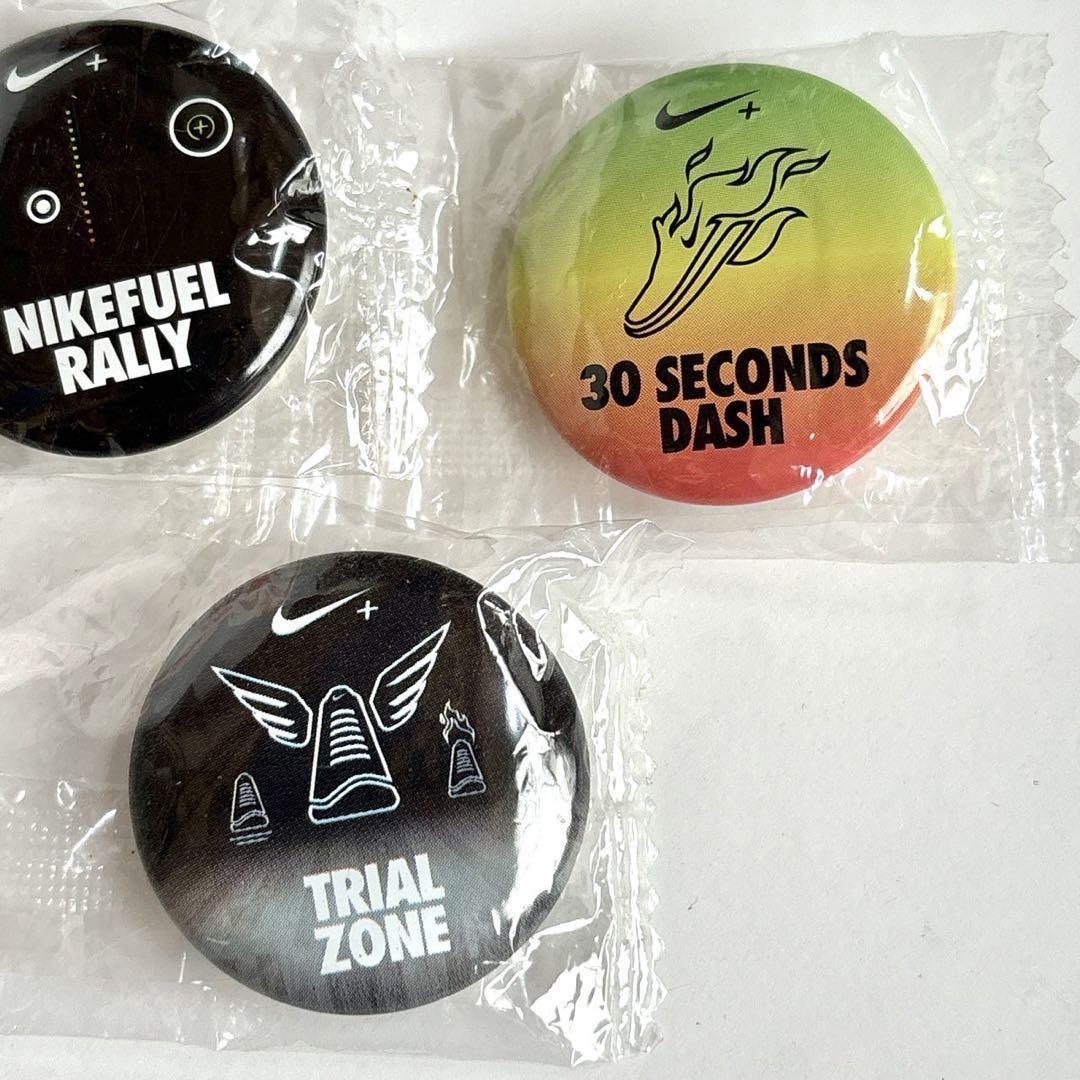 +
NIKEFUEL
RALLY
+
30 SECONDS
DASH
+
TRIAL
ZONE